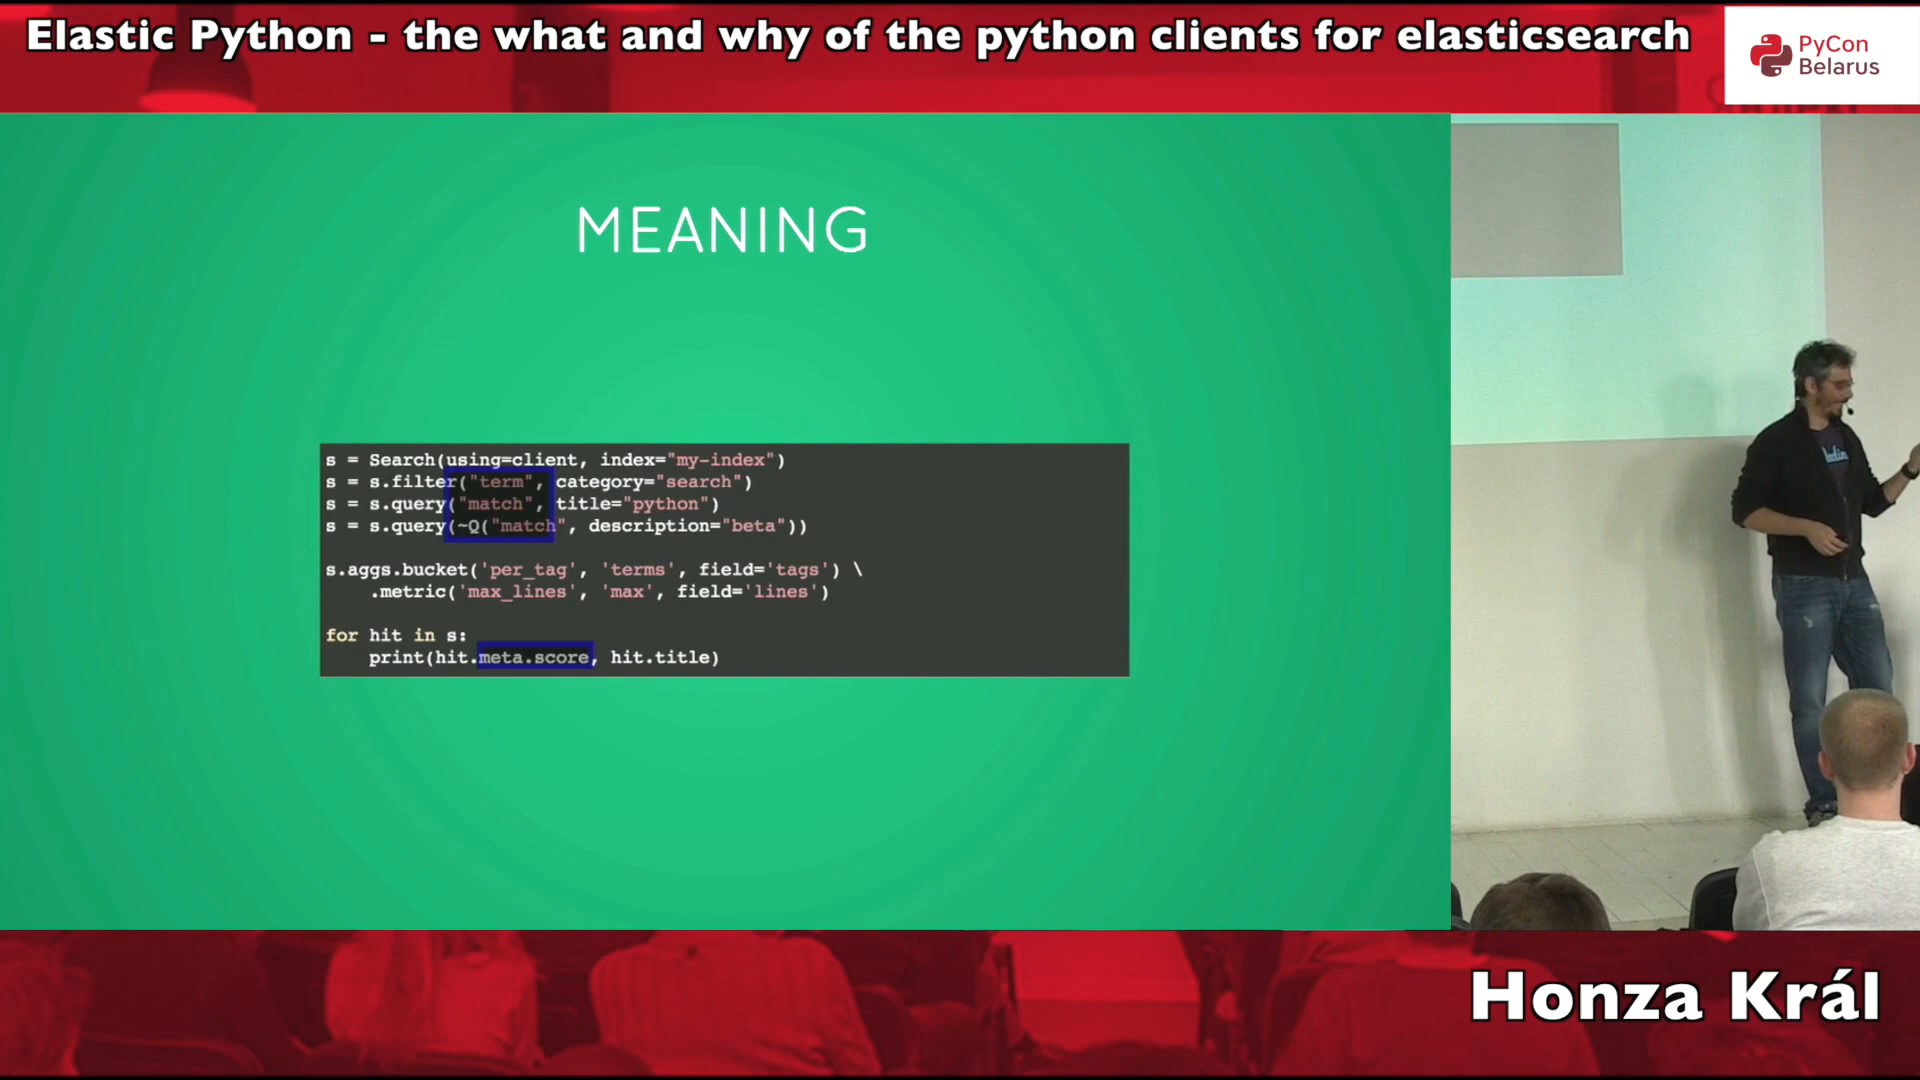 Elastic Python - the what and why of the python clients for elasticsearch
PyCon
Belarus
MEANING
s = Search(using=client, index="my-index")
s = s.filter("term", category="search")
s = s.query("match", title="python")
s = s.query(~Q("match", description="beta"))
s.aggs.bucket('per_tag', 'terms', field='tags') \
.metric('max_lines', 'max', field='lines')
for hit in s:
print(hit.meta.score, hit.title)
Honza Král